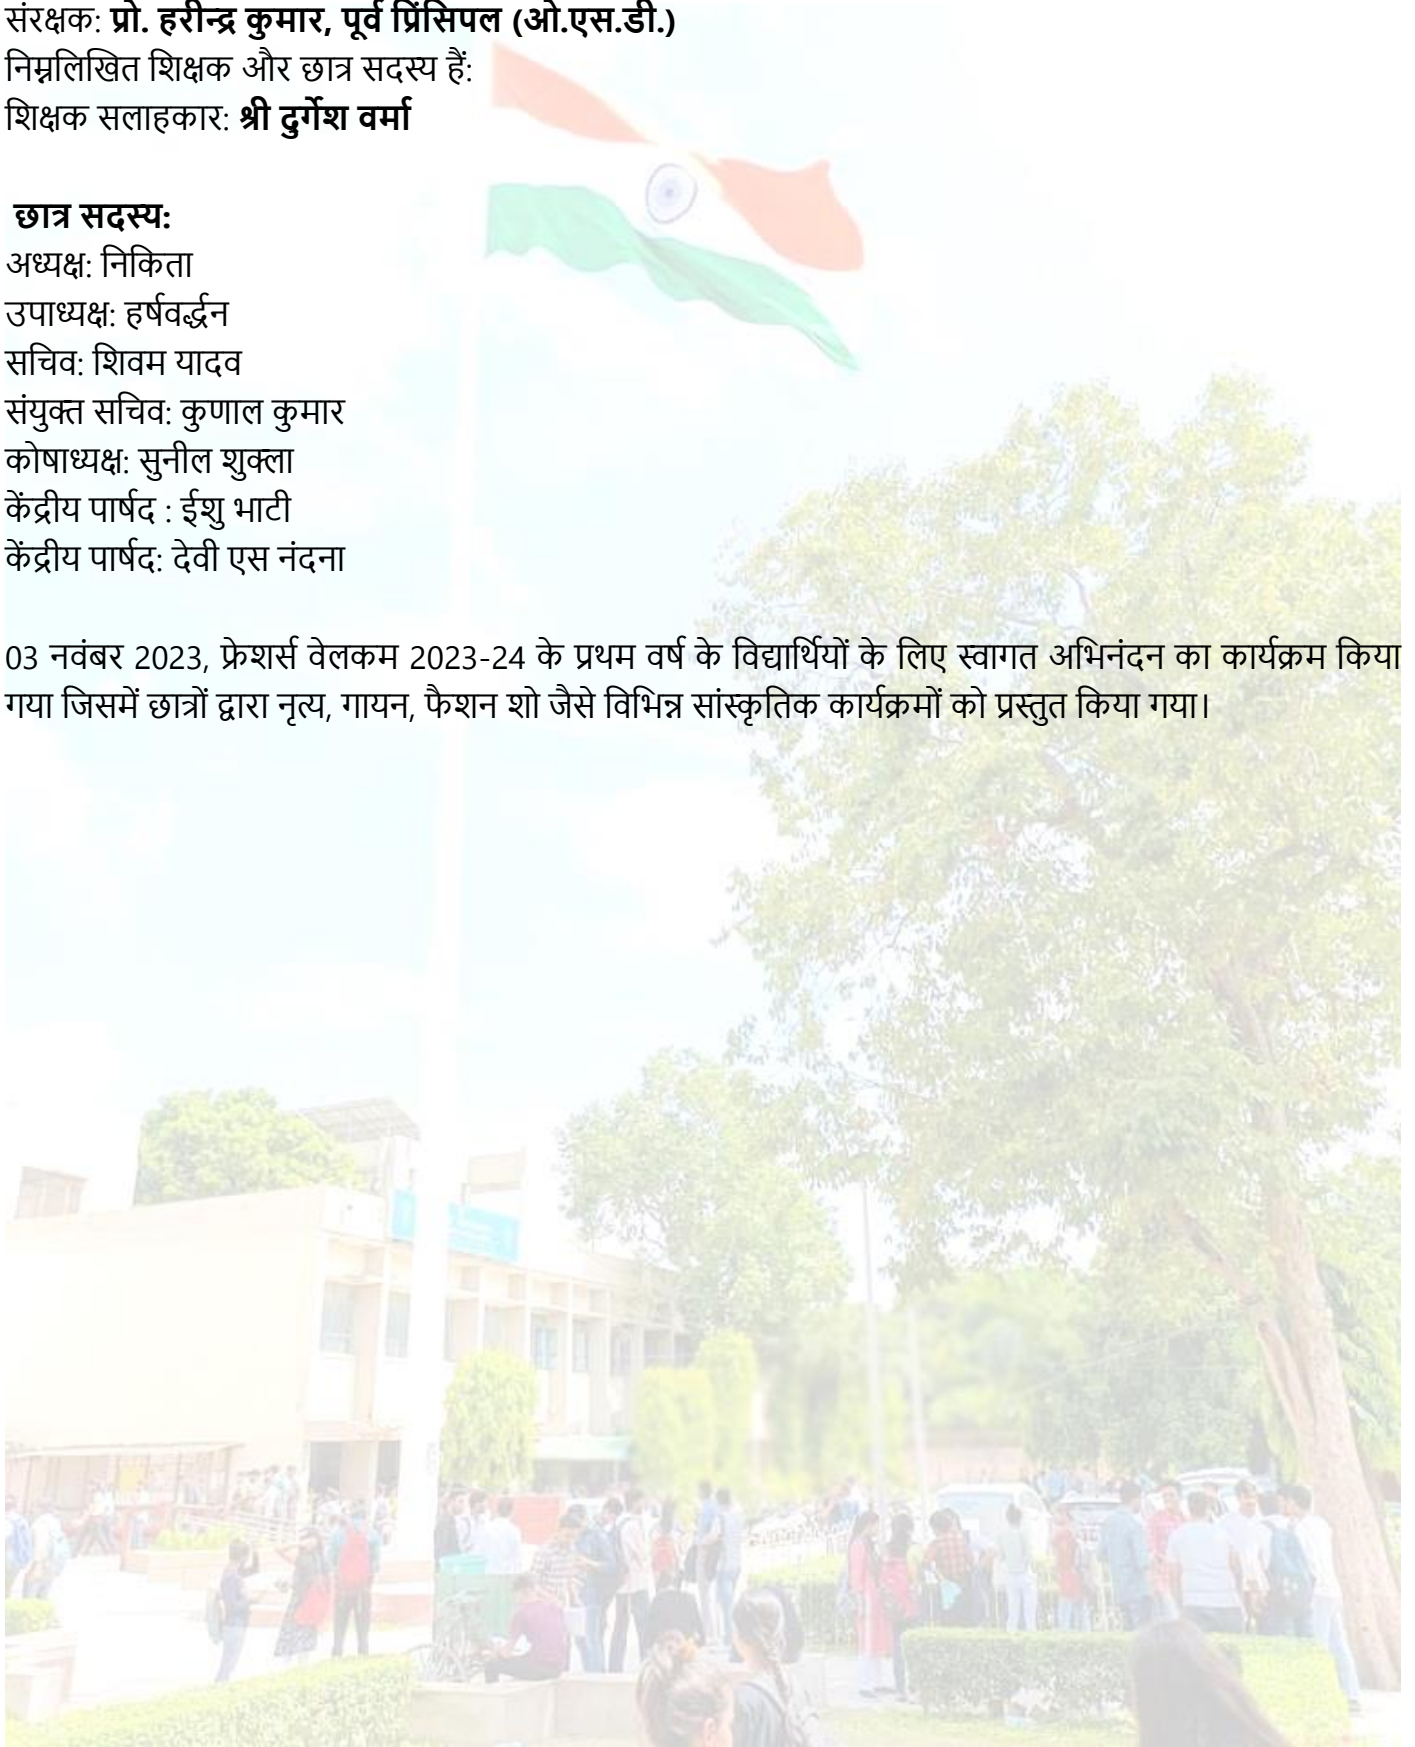 संरक्षक: प्रो. हरीन्द्र कुमार, पूर्व प्रिंसिपल (ओ.एस.डी.)
निम्नलिखित शिक्षक और छात्र सदस्य हैं:
शिक्षक सलाहकार: श्री दुर्गेश वर्मा
छात्र सदस्य:
अध्यक्ष: निकिता
उपाध्यक्ष: हर्षवर्द्धन
सचिव: शिवम यादव
संयुक्त सचिव: कुणाल कुमार
कोषाध्यक्ष: सुनील शुक्ला
केंद्रीय पार्षद : ईशु भाटी
केंद्रीय पार्षद: देवी एस नंदना
03 नवंबर 2023, फ्रेशर्स वेलकम 2023-24 के प्रथम वर्ष के विद्यार्थियों के लिए स्वागत अभिनंदन का कार्यक्रम किया
गया जिसमें छात्रों द्वारा नृत्य, गायन, फैशन शो जैसे विभिन्न सांस्कृतिक कार्यक्रमों को प्रस्तुत किया गया।